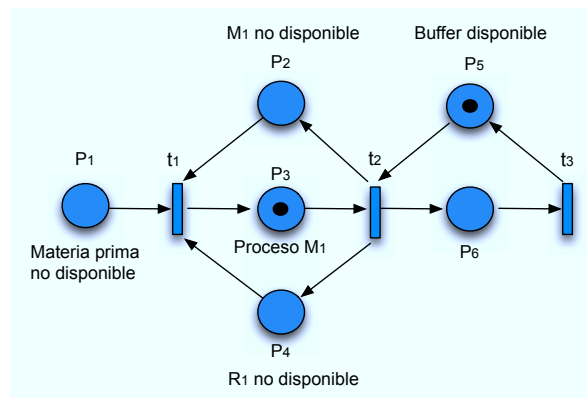 M1 no disponible
Buffer disponible
P2
P5
P1
t1
t2
t3
P3
Materia prima
no disponible
Proceso M1
P6
P4
R1 no disponible